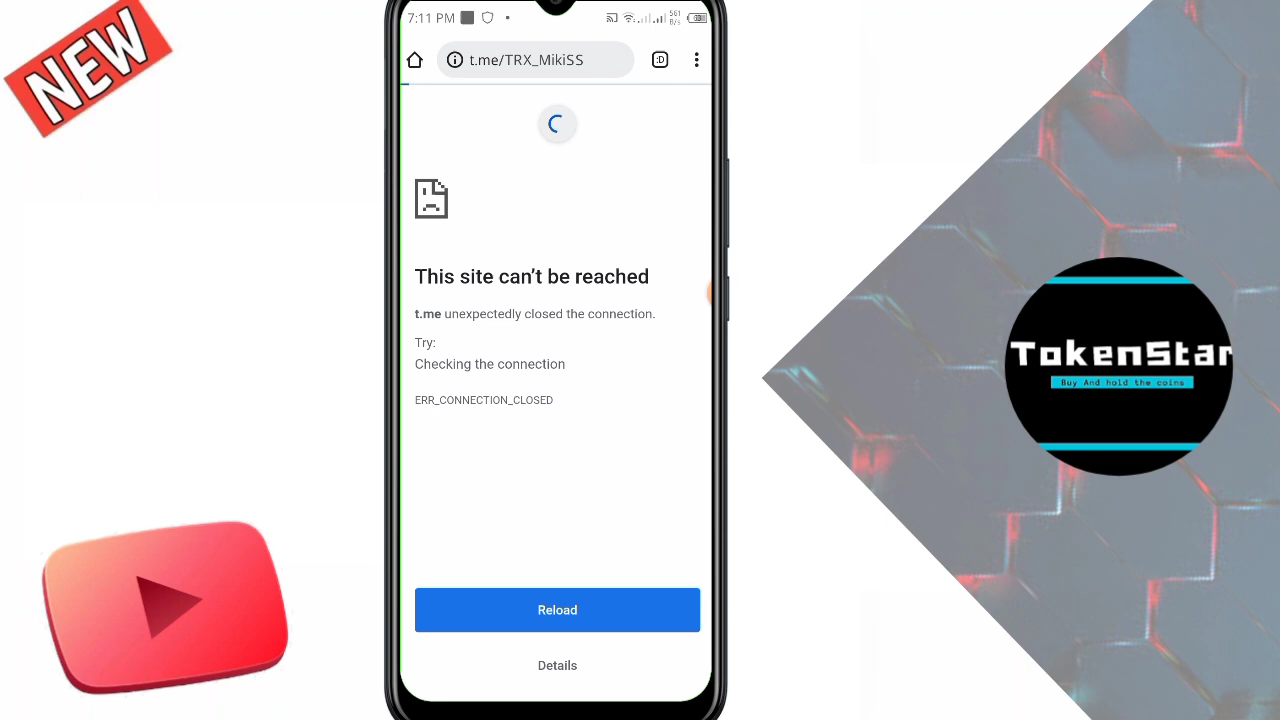 NEW
7:11 PM
561
B/s
t.me/TRX_MikiSS
:D
This site can’t be reached
t.me unexpectedly closed the connection.
Try:
Checking the connection
ERR_CONNECTION_CLOSED
Reload
Details
TokenStar
Buy And hold the coins